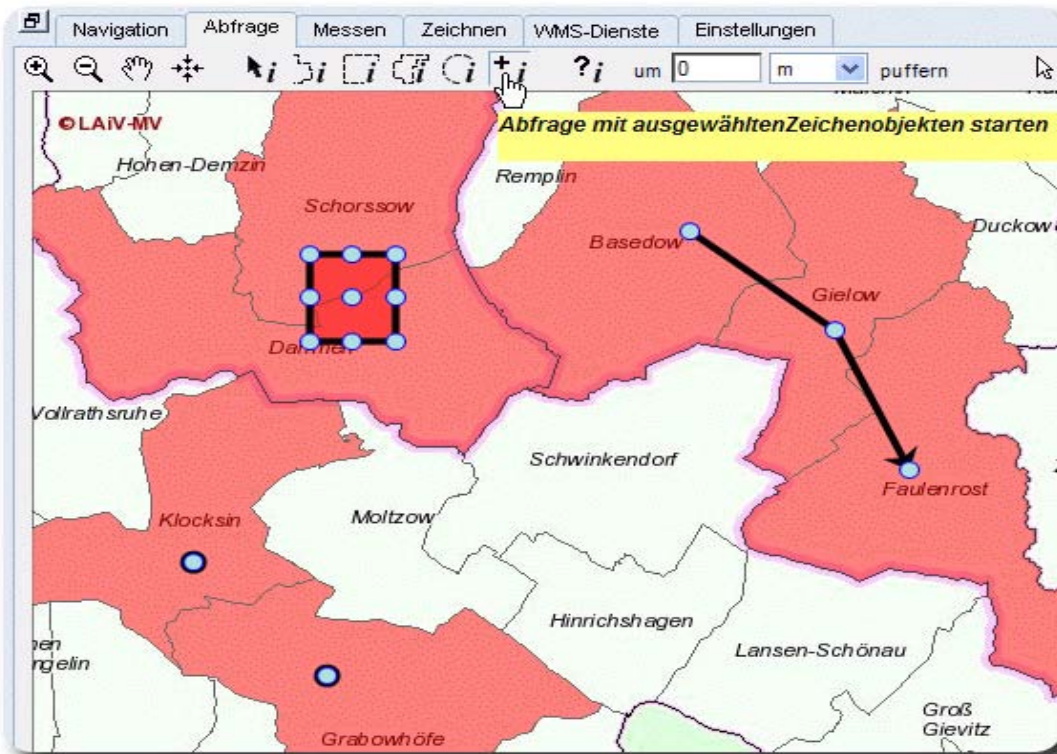 Navigation Abfrage Messen Zeichnen WMS-Dienste Einstellungen
um 0 m puffern
©LAiV-MV
Abfrage mit ausgewähltenZeichenobjekten starten
Hohen-Demzin
Remplin
Schorssow
Basedow
Duckow
Gielow
Dahmen
Vollrathsruhe
Schwinkendorf
Faulenrost
Klocksin
Moltzow
Hinrichshagen
Lansen-Schönau
Groß
Gievitz
Grabowhöfe